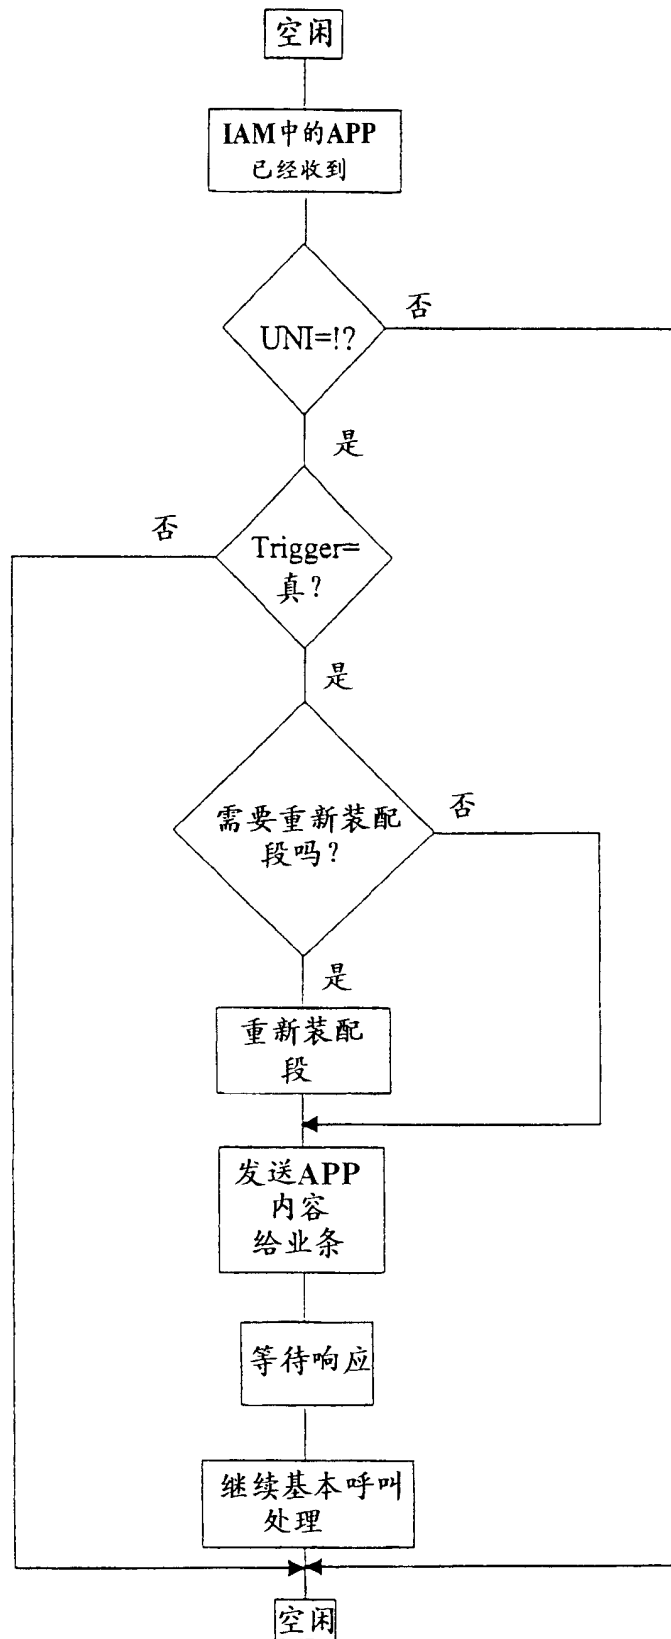 空闲
IAM中的APP
已经收到
否
UNI=!?
是
否
Trigger=
真？
是
需要重新装配
段吗？
否
是
重新装配
段
发送APP
内容
给业条
等待响应
继续基本呼叫
处理
空闲